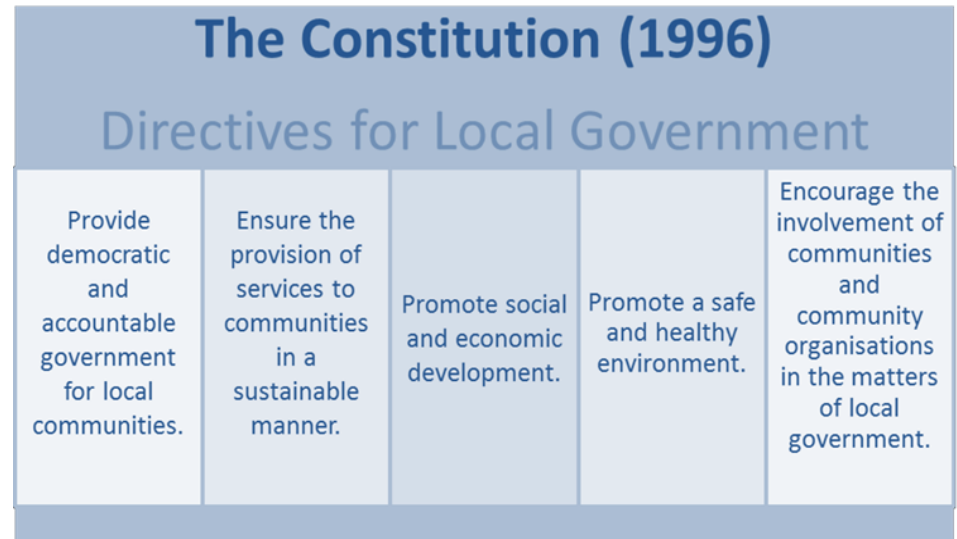 The Constitution (1996)
Directives for Local Government
Provide
democratic
and
accountable
government
for local
communities.
Ensure the
provision of
services to
communities
in a
sustainable
manner.
Promote social
and economic
development.
Promote a safe
and healthy
environment.
Encourage the
involvement of
communities
and
community
organisations
in the matters
of local
government.